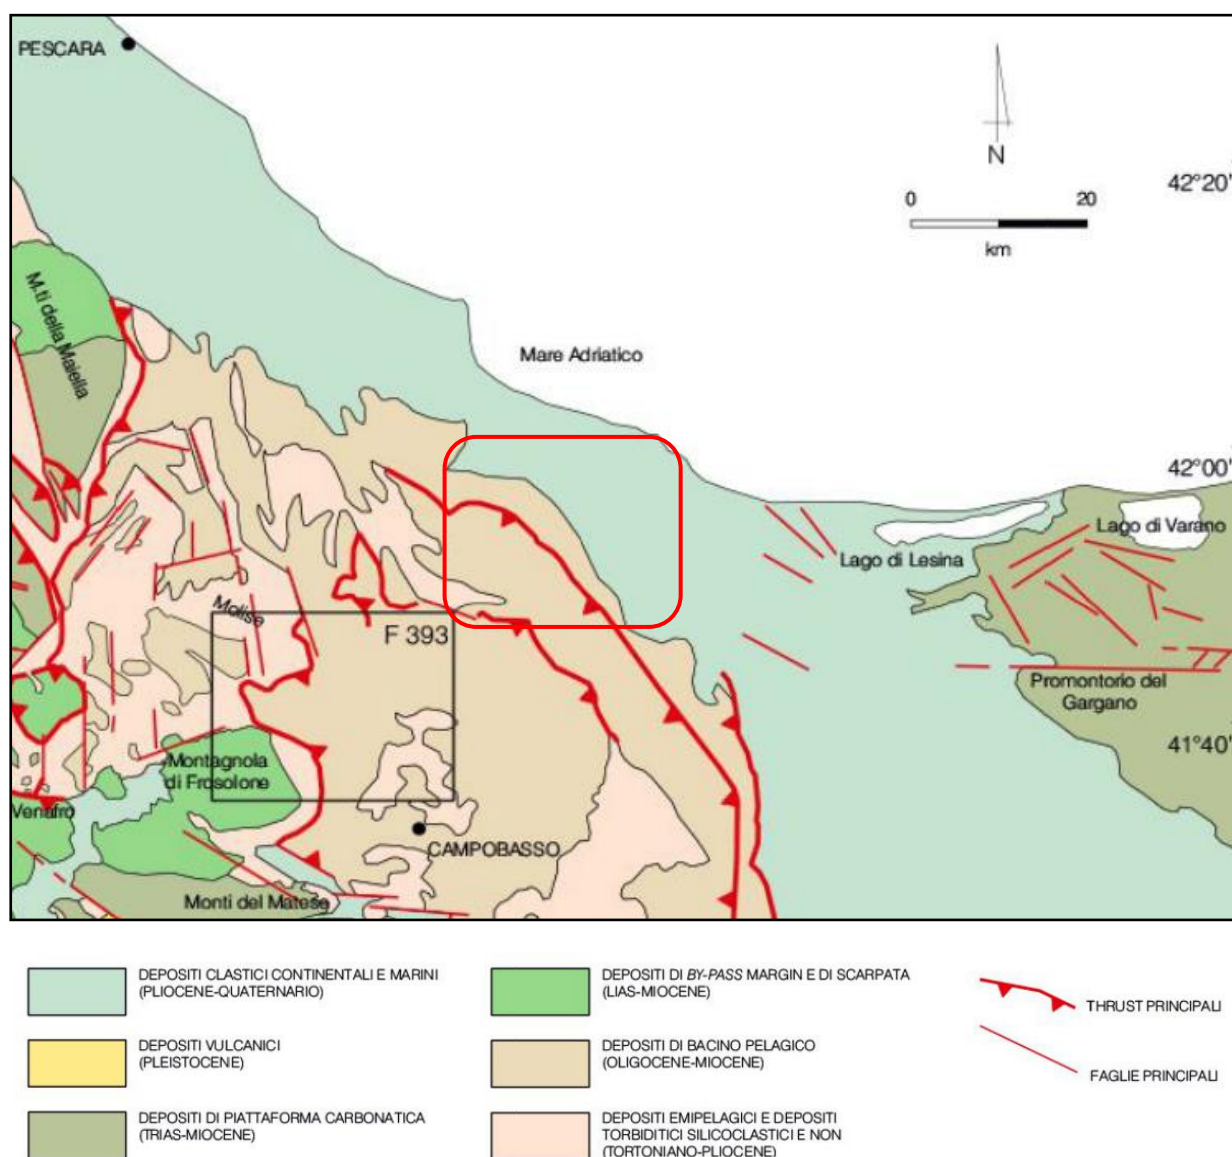 PESCARA
N
42°20'
0 20
km
M.ti della Maiella
Mare Adriatico
42°00'
Lago di Varano
Lago di Lesina
Molise
F 393
Promontorio del
Gargano
41°40'
Montagnola
di Frosolone
Venafro
CAMPOBASSO
Monti del Matese
DEPOSITI CLASTICI CONTINENTALI E MARINI
(PLIOCENE-QUATERNARIO)
DEPOSITI VULCANICI
(PLEISTOCENE)
DEPOSITI DI PIATTAFORMA CARBONATICA
(TRIAS-MIOCENE)
DEPOSITI DI BY-PASS MARGIN E DI SCARPATA
(LIAS-MIOCENE)
DEPOSITI DI BACINO PELAGICO
(OLIGOCENE-MIOCENE)
DEPOSITI EMIPELAGICI E DEPOSITI
TORBIDITICI SILICOCLASTICI E NON
(TORTONIANO-PLIOCENE)
THRUST PRINCIPALI
FAGLIE PRINCIPALI